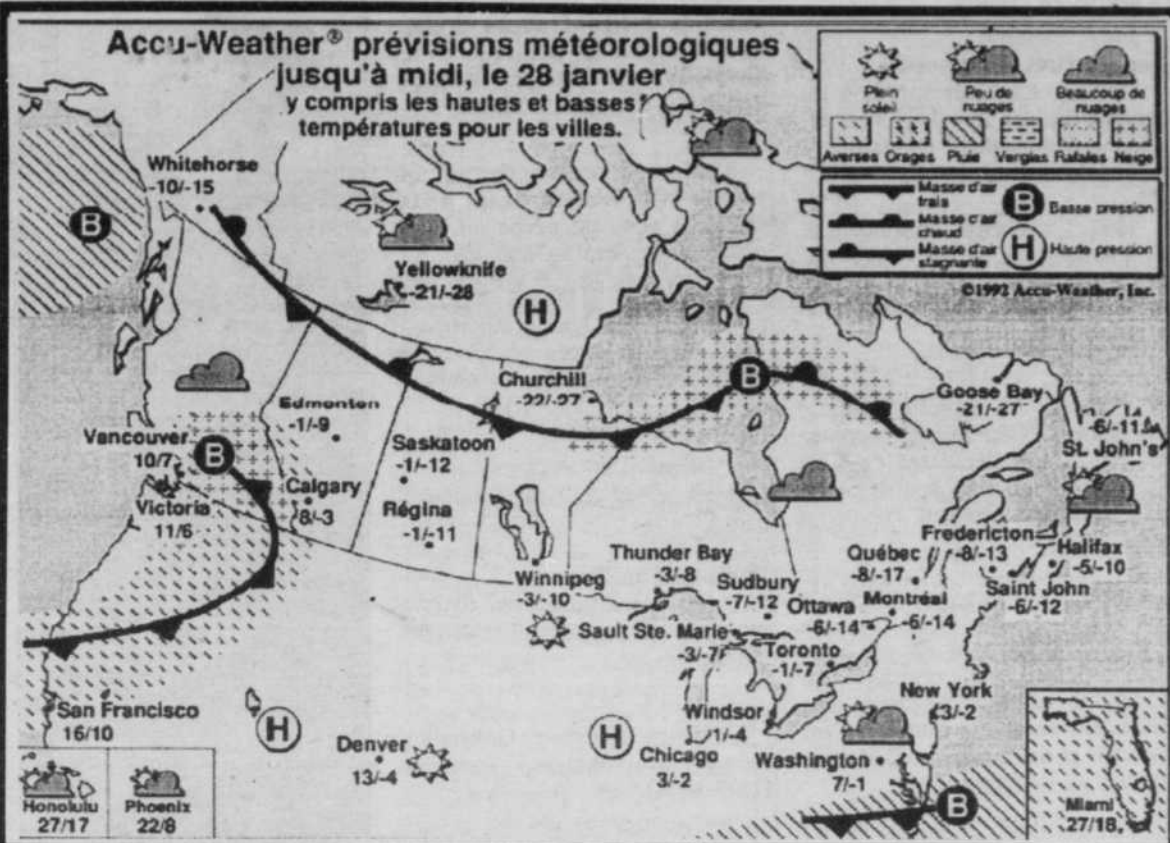 Accu-Weather® prévisions météorologiques
jusqu'à midi, le 28 janvier
y compris les hautes et basses
températures pour les villes.
Plein
soleil
Peu de
nuages
Beaucoup de
nuages
Averses Orages Pluie Verglas Rafales Neige
Masse d'air
frais
Masse d'air
chaud
Masse d'air
stagnante
B Basse pression
H Haute pression
©1992 Accu-Weather, Inc.
Whitehorse
-10/-15
B
Yellowknife
-21/-28
H
Churchill
-22/-27
B
Goose Bay
-21/-27
-6/-11
St. John's
Edmonton
-1/-9
Vancouver
10/7
B
Saskatoon
-1/-12
Calgary
8/-3
Victoria
11/6
Régina
-1/-11
Winnipeg
-3/-10
Thunder Bay
-3/-8
Sudbury
-7/-12
Ottawa
-6/-14
Québec
-8/-17
Montréal
-6/-14
Fredericton
-8/-13
Halifax
-5/-10
Saint John
-6/-12
Sault Ste. Marie
-3/-7
Toronto
-1/-7
New York
3/-2
Windsor
1/-4
San Francisco
16/10
H
Denver
13/-4
H
Chicago
3/-2
Washington
7/-1
B
Honolulu
27/17
Phoenix
22/8
Miami
27/18